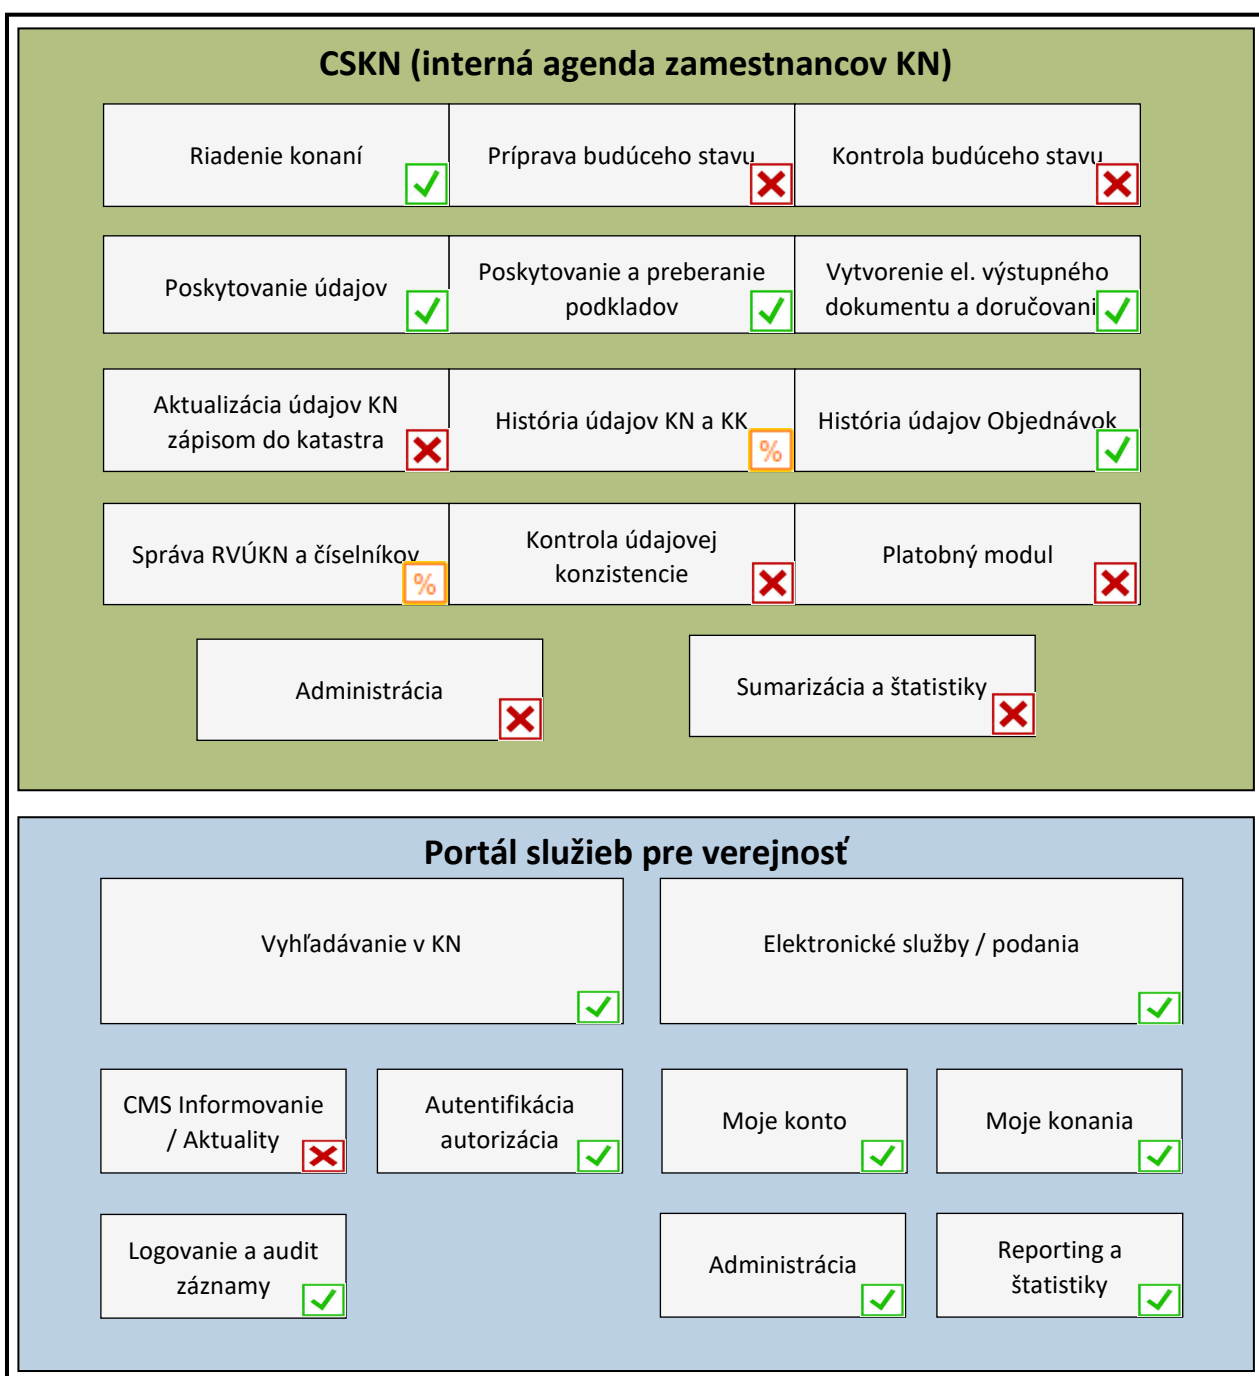 CSKN (interná agenda zamestnancov KN)
Riadenie konaní
Príprava budúceho stavu
Kontrola budúceho stavu
Poskytovanie údajov
Poskytovanie a preberanie
podkladov
Vytvorenie el. výstupného
dokumentu a doručovani
Aktualizácia údajov KN
zápisom do katastra
História údajov KN a KK
%
História údajov Objednávok
Správa RVÚKN a číselníkov
%
Kontrola údajovej
konzistencie
Platobný modul
Administrácia
Sumarizácia a štatistiky
Portál služieb pre verejnosť
Vyhľadávanie v KN
Elektronické služby / podania
CMS Informovanie
/ Aktuality
Autentifikácia
autorizácia
Moje konto
Moje konania
Logovanie a audit
záznamy
Administrácia
Reporting a
štatistiky